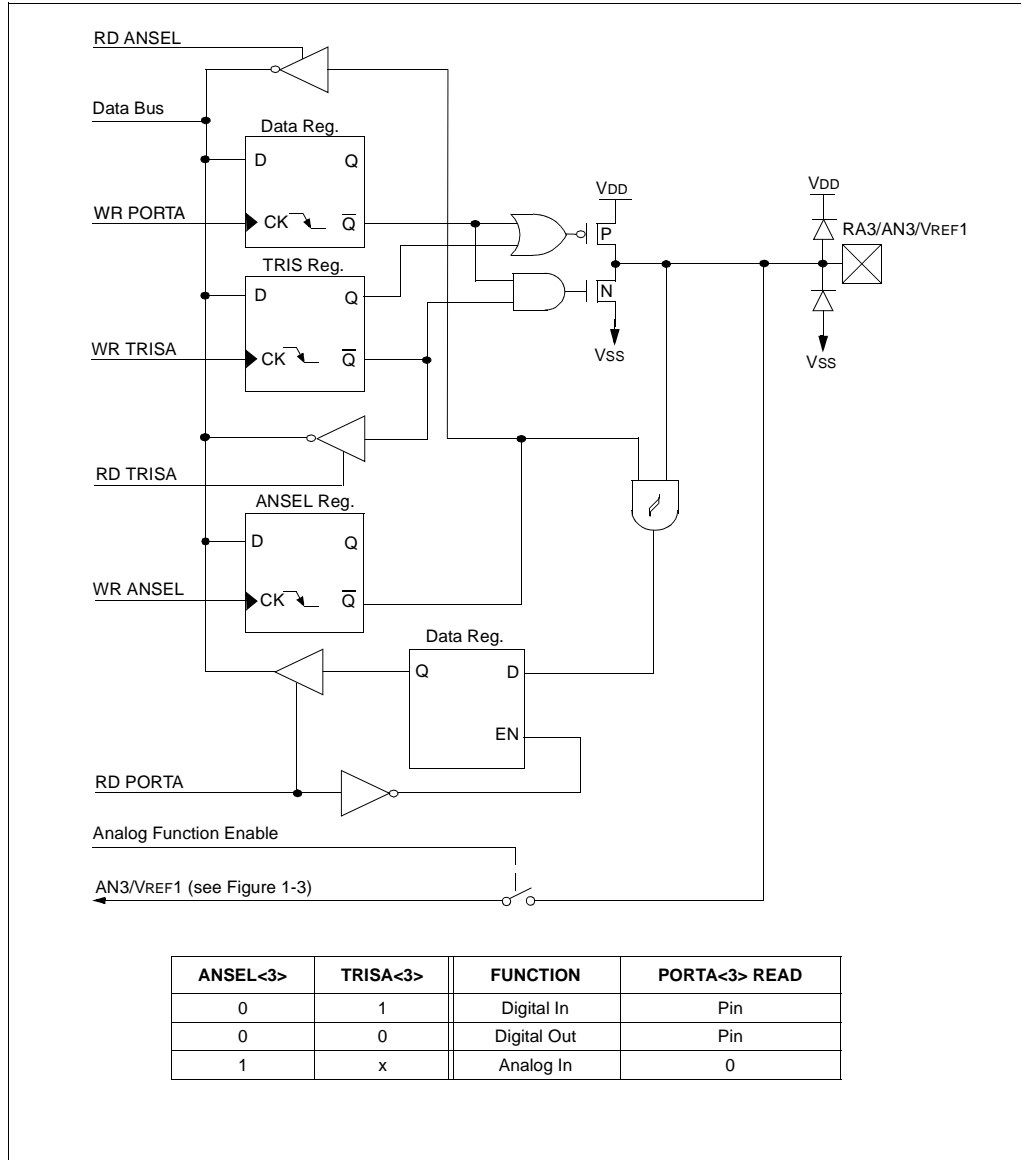 RD ANSEL
Data Bus
Data Reg.
D Q
VDD
VDD
WR PORTA
CK Q̅
P
RA3/AN3/VREF1
TRIS Reg.
D Q
N
WR TRISA
CK Q̅
VSS
VSS
RD TRISA
ANSEL Reg.
D Q
WR ANSEL
CK Q̅
Data Reg.
Q D
EN
RD PORTA
Analog Function Enable
AN3/VREF1 (see Figure 1-3)
ANSEL<3> TRISA<3> FUNCTION PORTA<3> READ
0 1 Digital In Pin
0 0 Digital Out Pin
1 x Analog In 0